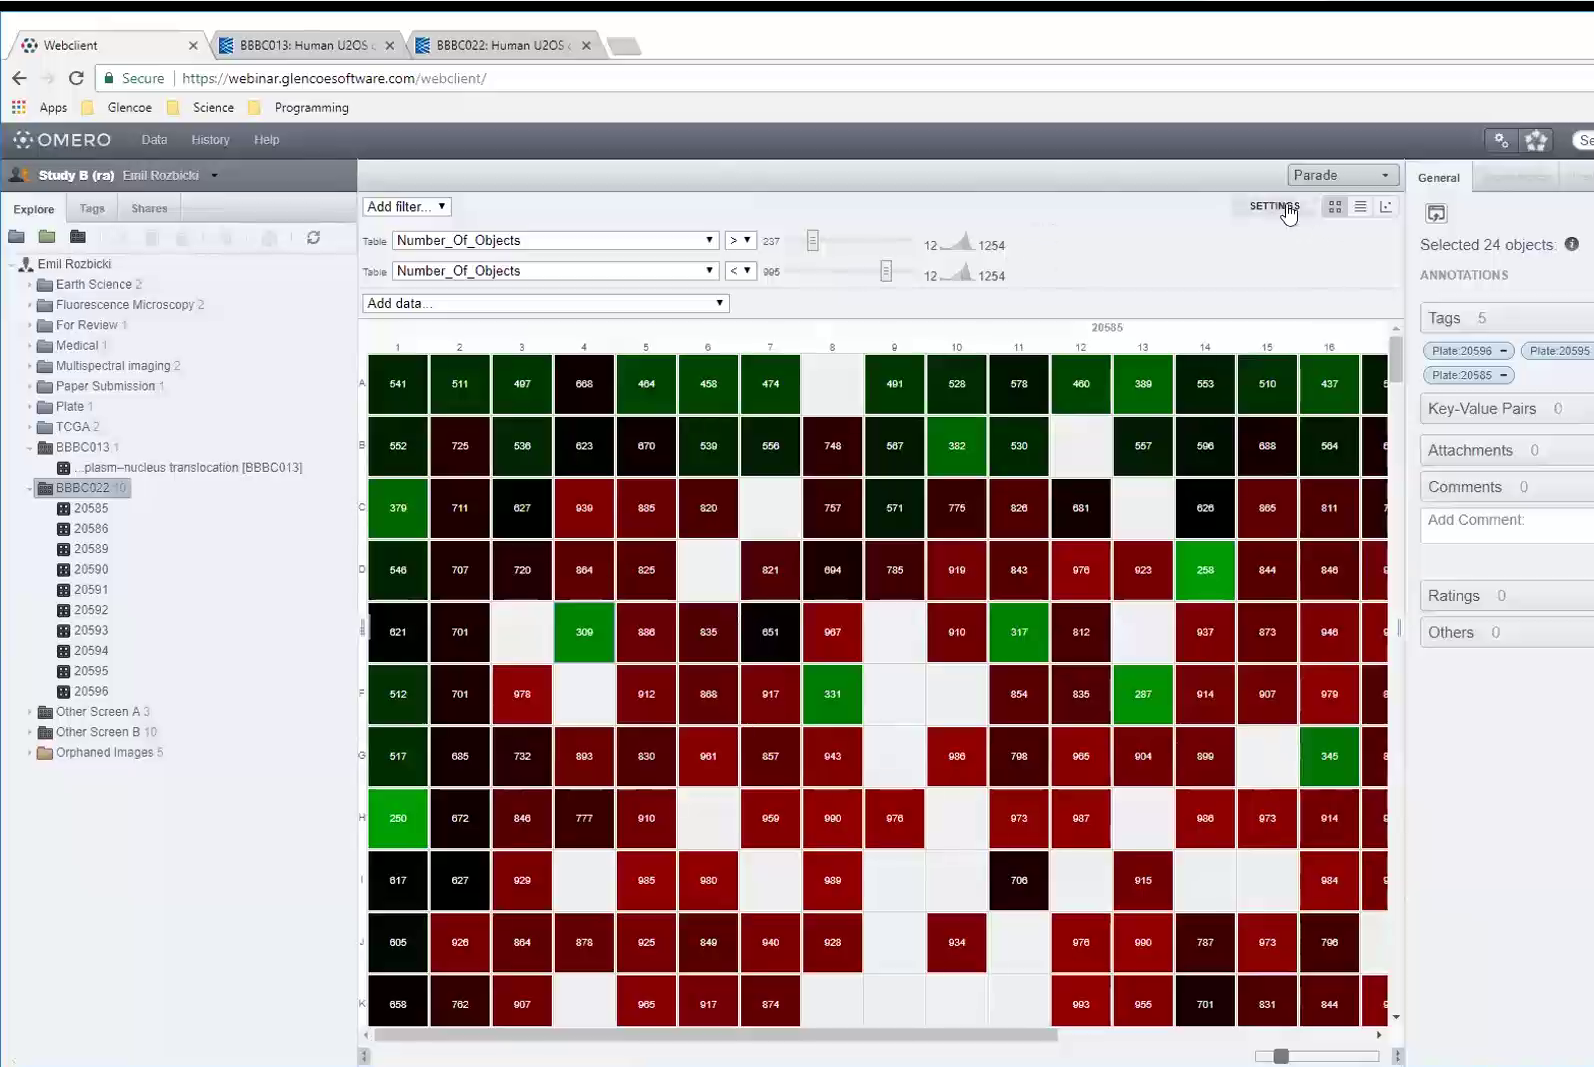 Webclient
BBBC013: Human U2OS
BBBC022: Human U2OS
Secure
https://webinar.glencoesoftware.com/webclient/
Apps Glencoe Science Programming
OMERO Data History Help
Study B (ra) Emil Rozbicki
Explore Tags Shares
Emil Rozbicki
Earth Science 2
Fluorescence Microscopy 2
For Review 1
Medical 1
Multispectral imaging 2
Paper Submission 1
Plate 1
TCGA 2
BBBC013 1
...plasm–nucleus translocation [BBBC013]
BBBC022 10
20585
20586
20589
20590
20591
20592
20593
20594
20595
20596
Other Screen A 3
Other Screen B 10
Orphaned Images 5
Parade
Add filter...
SETTINGS
Table Number_Of_Objects > 237 12 1254
Table Number_Of_Objects < 995 12 1254
Add data...
20585
1 2 3 4 5 6 7 8 9 10 11 12 13 14 15 16
A 541 511 497 668 464 458 474 491 528 578 460 389 553 510 437
B 552 725 536 623 670 539 556 748 567 382 530 557 596 688 564
C 379 711 627 939 885 820 757 571 775 826 681 626 865 811
D 546 707 720 864 825 821 694 785 919 843 976 923 258 844 846
621 701 309 886 835 651 967 910 317 812 937 873 946
F 512 701 978 912 868 917 331 854 835 287 914 907 979
G 517 685 732 893 830 961 857 943 986 798 965 904 899 345
H 250 672 846 777 910 959 990 976 973 987 986 973 914
I 617 627 929 985 980 989 706 915 984
J 605 926 864 878 925 849 940 928 934 976 990 787 973 796
K 658 762 907 965 917 874 993 955 701 831 844
General
Selected 24 objects:
ANNOTATIONS
Tags 5
Plate:20596 − Plate:20595
Plate:20585 −
Key-Value Pairs 0
Attachments 0
Comments 0
Add Comment:
Ratings 0
Others 0